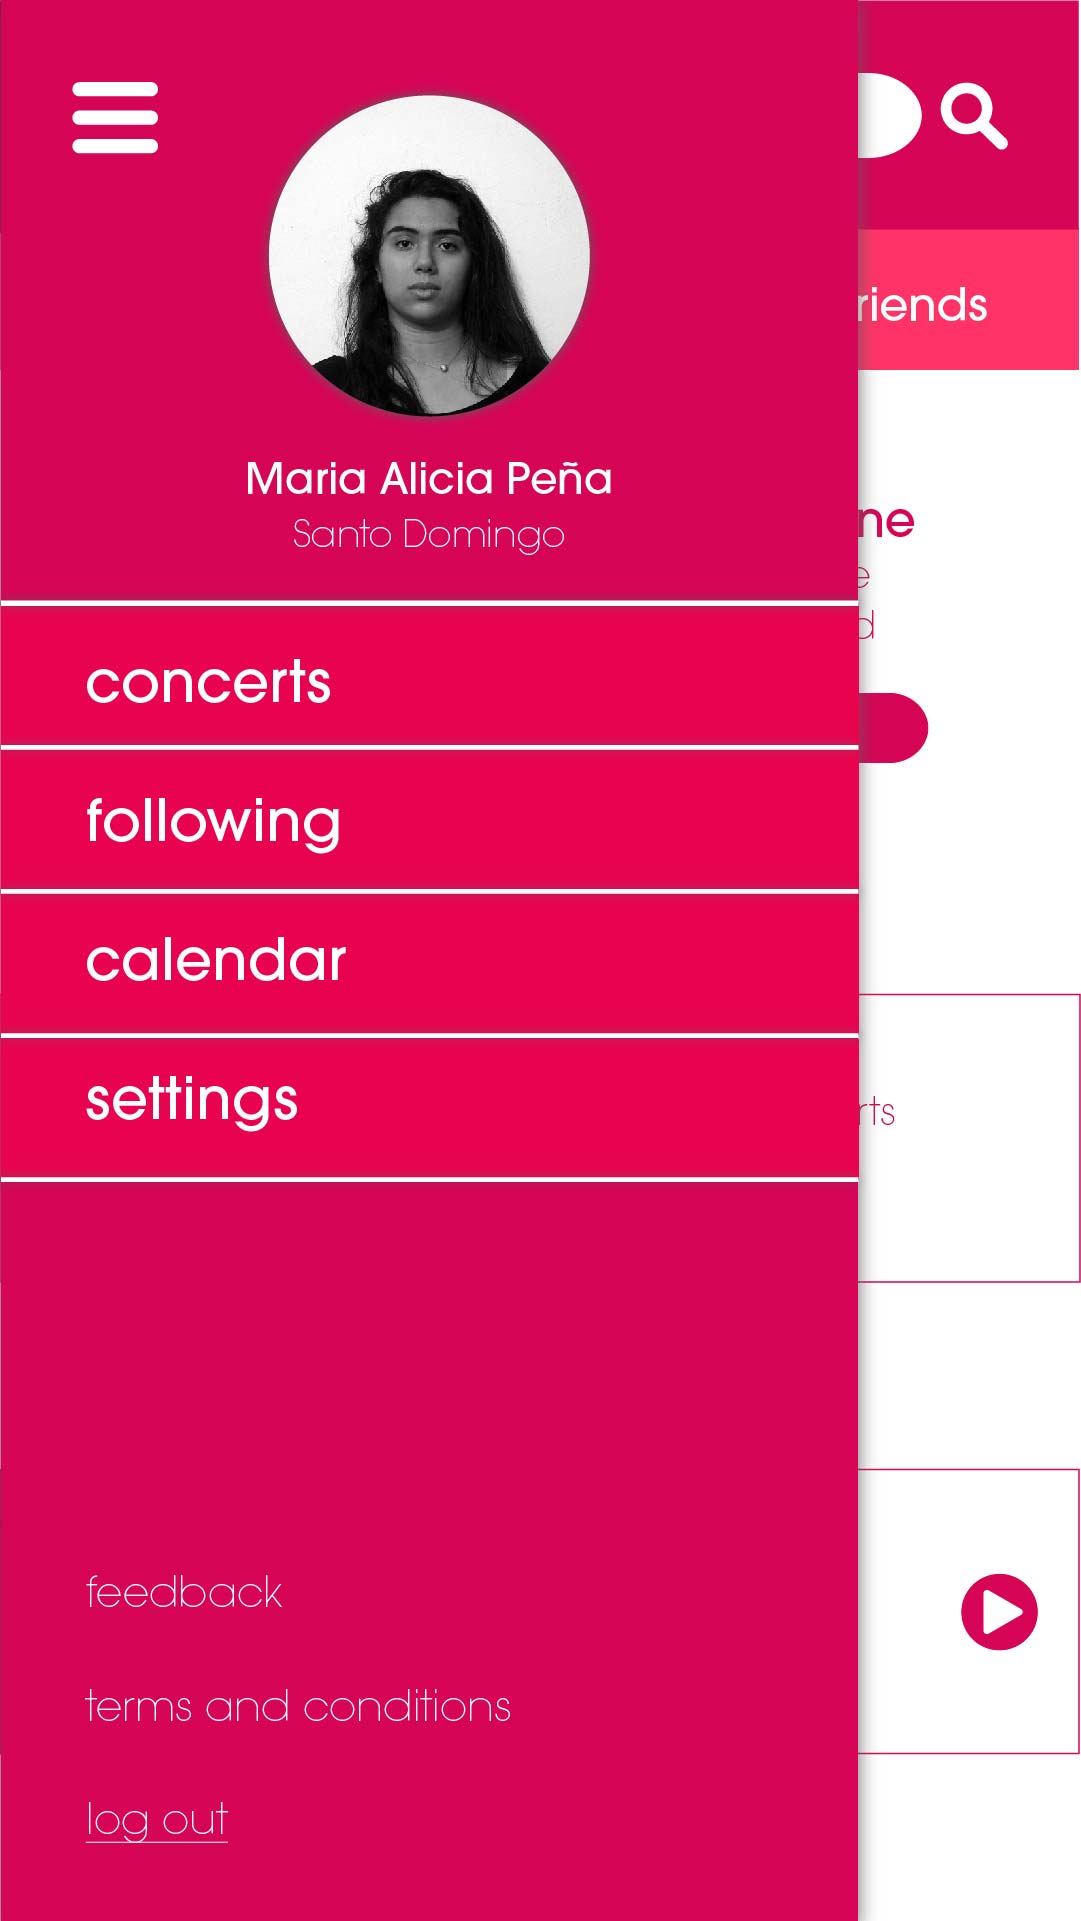 riends
Maria Alicia Peña
Santo Domingo
ne
e
d
concerts
following
calendar
settings
rts
feedback
terms and conditions
log out